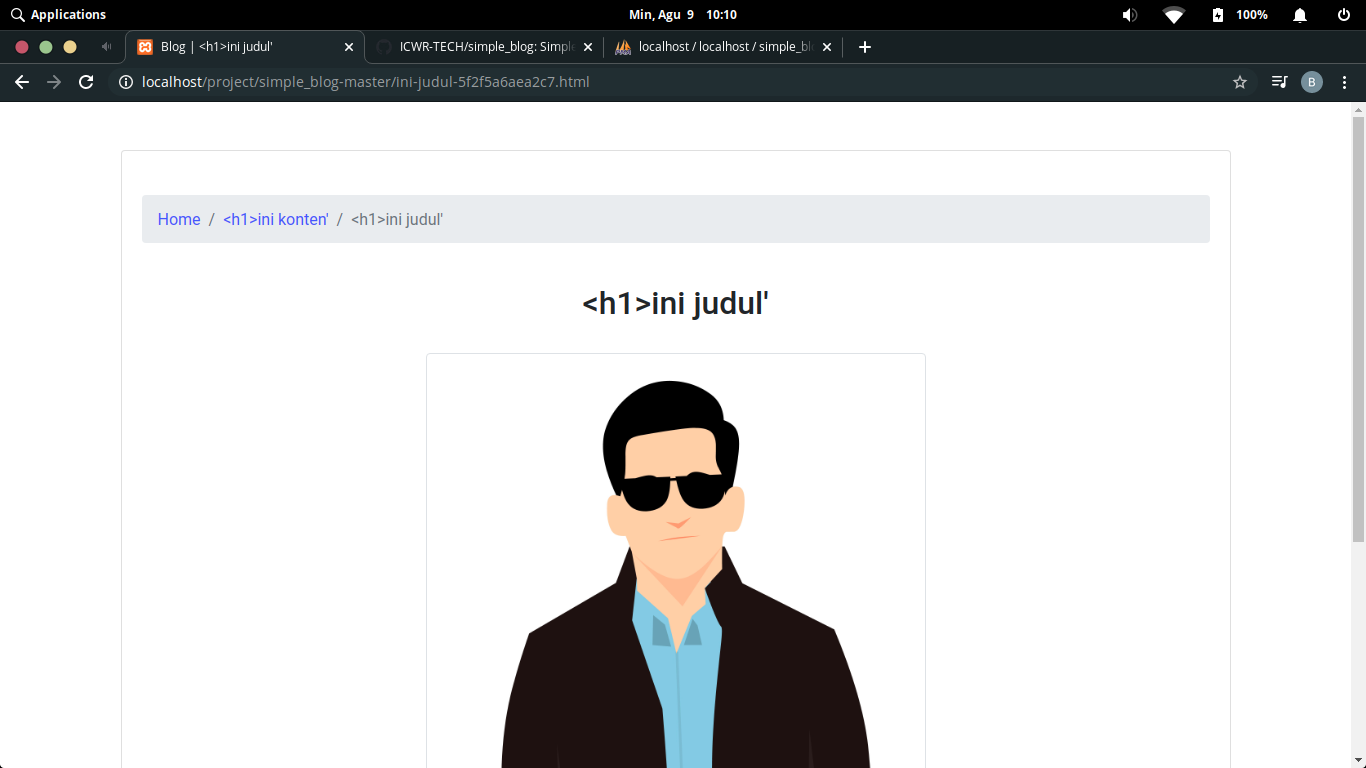 Applications
Min, Agu 9 10:10
100%
Blog | <h1>ini judul'
ICWR-TECH/simple_blog: Simple
localhost / localhost / simple_bl
localhost/project/simple_blog-master/ini-judul-5f2f5a6aea2c7.html
B
Home / <h1>ini konten' / <h1>ini judul'
<h1>ini judul'